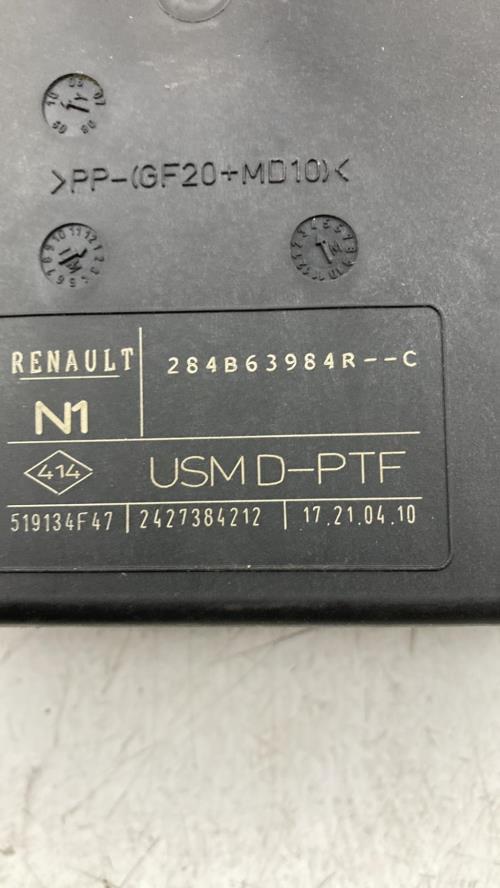 >PP-(GF20+MD10)<
RENAULT
284B63984R--C
N1
414
USM D-PTF
519134F47 | 2427384212 | 17.21.04.10